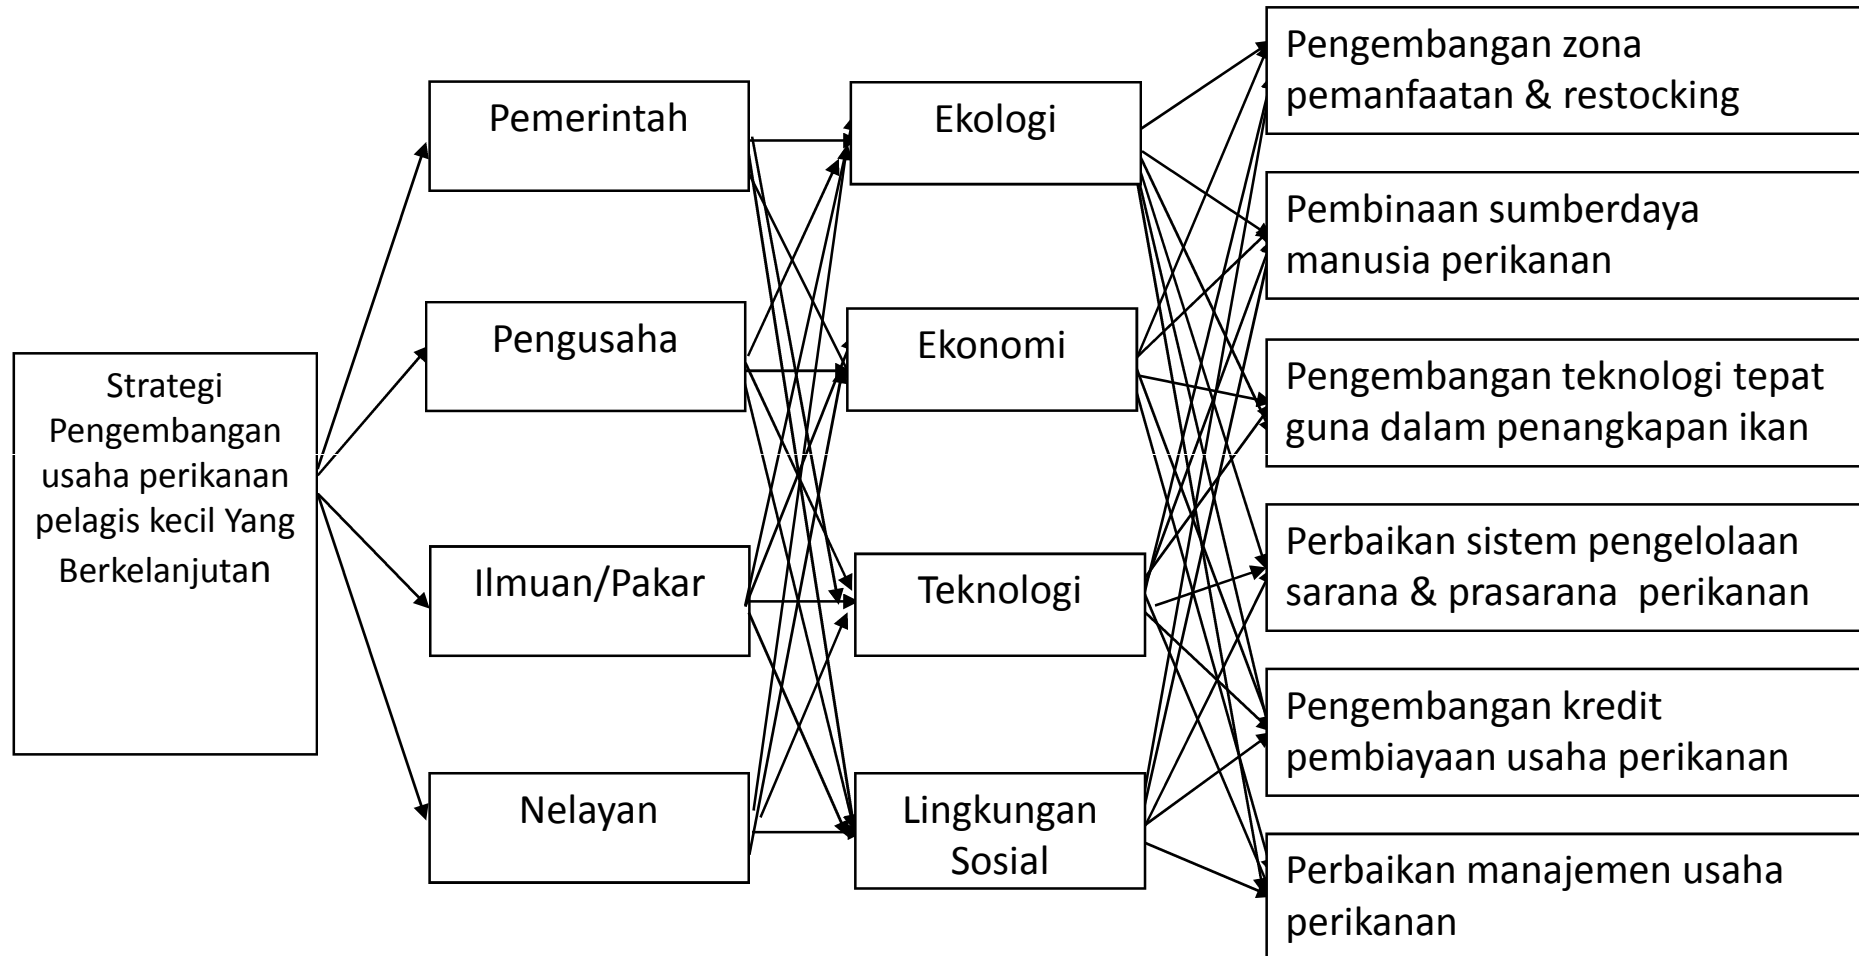 Strategi
Pengembangan
usaha perikanan
pelagis kecil Yang
Berkelanjutan
Pemerintah
Pengusaha
Ilmuan/Pakar
Nelayan
Ekologi
Ekonomi
Teknologi
Lingkungan
Sosial
Pengembangan zona
pemanfaatan & restocking
Pembinaan sumberdaya
manusia perikanan
Pengembangan teknologi tepat
guna dalam penangkapan ikan
Perbaikan sistem pengelolaan
sarana & prasarana perikanan
Pengembangan kredit
pembiayaan usaha perikanan
Perbaikan manajemen usaha
perikanan